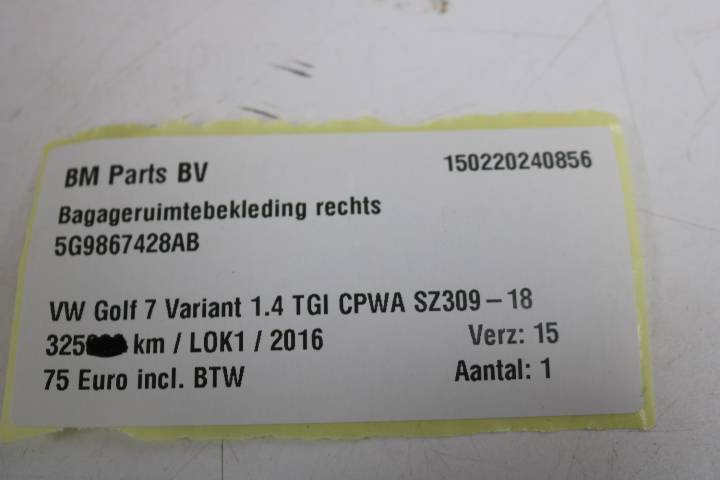 BM Parts BV 150220240856
Bagageruimtebekleding rechts
5G9867428AB
VW Golf 7 Variant 1.4 TGI CPWA SZ309-18
325 km / LOK1 / 2016 Verz: 15
75 Euro incl. BTW Aantal: 1